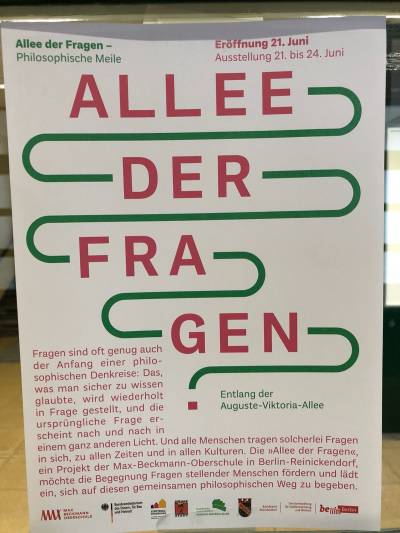 Allee der Fragen –
Philosophische Meile
Eröffnung 21. Juni
Ausstellung 21. bis 24. Juni
ALLEE
DER
FRA
GEN
Entlang der
Auguste-Viktoria-Allee
Fragen sind oft genug auch
der Anfang einer philo-
sophischen Denkreise: Das,
was man sicher zu wissen
glaubte, wird wiederholt
in Frage gestellt, und die
ursprüngliche Frage er-
scheint nach und nach in
einem ganz anderen Licht. Und alle Menschen tragen solcherlei Fragen
in sich, zu allen Zeiten und in allen Kulturen. Die »Allee der Fragen«,
ein Projekt der Max-Beckmann-Oberschule in Berlin-Reinickendorf,
möchte die Begegnung Fragen stellender Menschen fördern und lädt
ein, sich auf diesen gemeinsamen philosophischen Weg zu begeben.
MAX
BECKMANN
OBERSCHULE